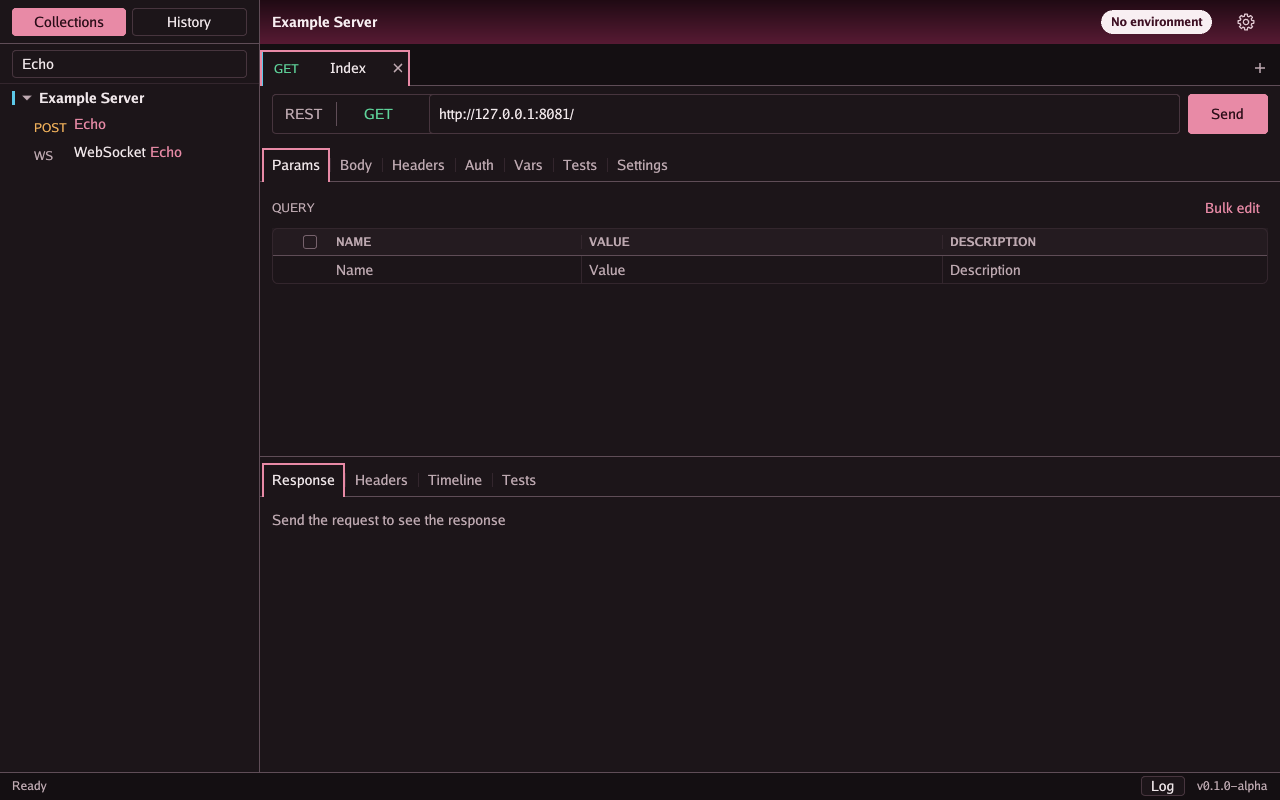 Collections History
Echo
Example Server
POST Echo
WS WebSocket Echo
Example Server No environment
GET Index
REST GET http://127.0.0.1:8081/ Send
Params Body Headers Auth Vars Tests Settings
QUERY Bulk edit
NAME VALUE DESCRIPTION
Name Value Description
Response Headers Timeline Tests
Send the request to see the response
Ready Log v0.1.0-alpha